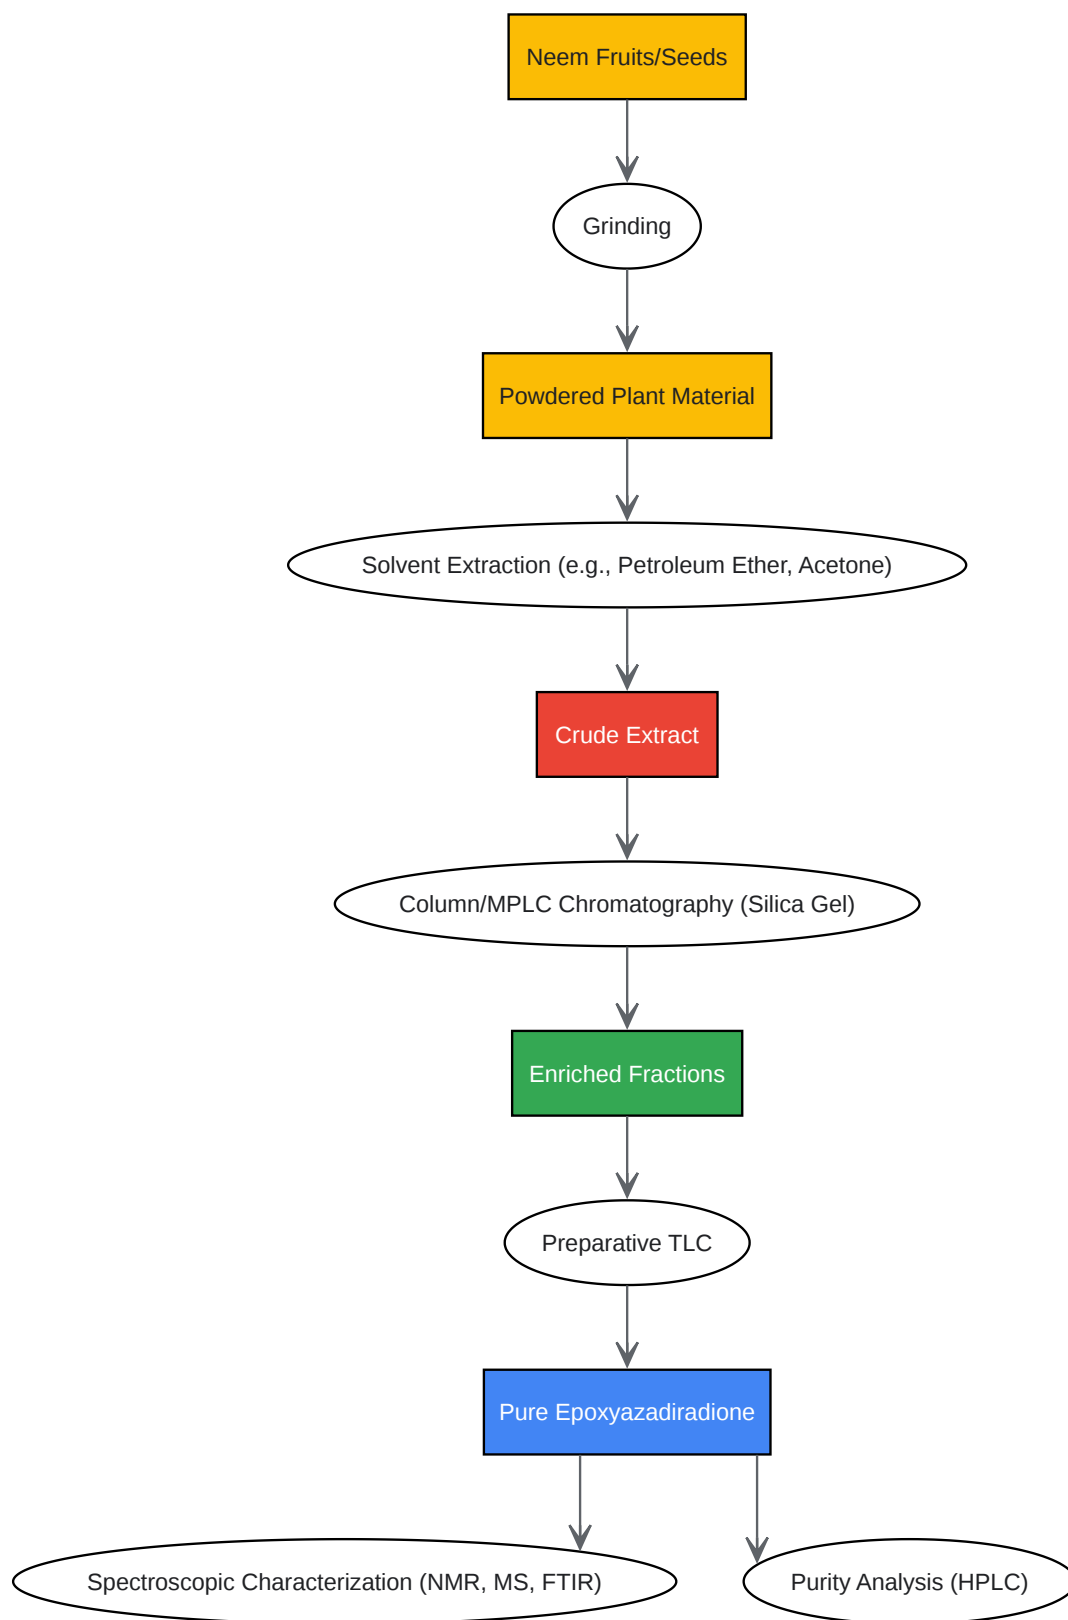 Neem Fruits/Seeds
Grinding
Powdered Plant Material
Solvent Extraction (e.g., Petroleum Ether, Acetone)
Crude Extract
Column/MPLC Chromatography (Silica Gel)
Enriched Fractions
Preparative TLC
Pure Epoxyazadiradione
Spectroscopic Characterization (NMR, MS, FTIR)
Purity Analysis (HPLC)